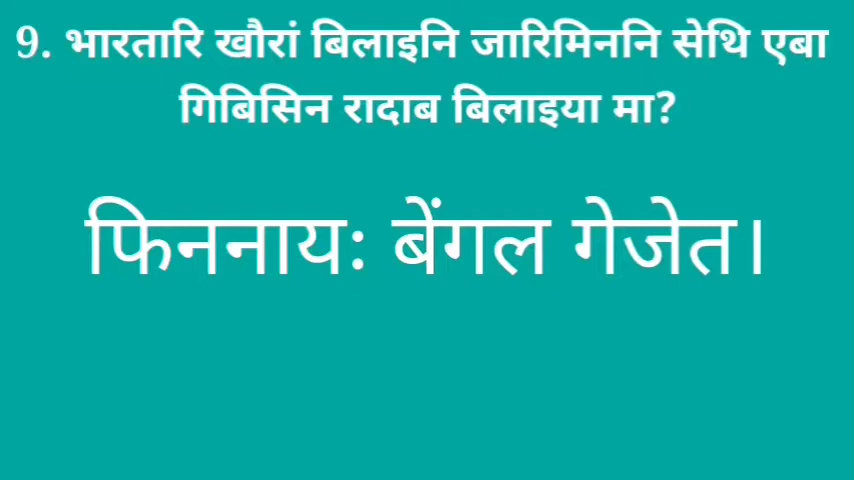 9. भारतारि खौरां बिलाइनि जारिमिननि सेथि एबा
गिबिसिन रादाब बिलाइया मा?
फिननायः बेंगल गेजेत।